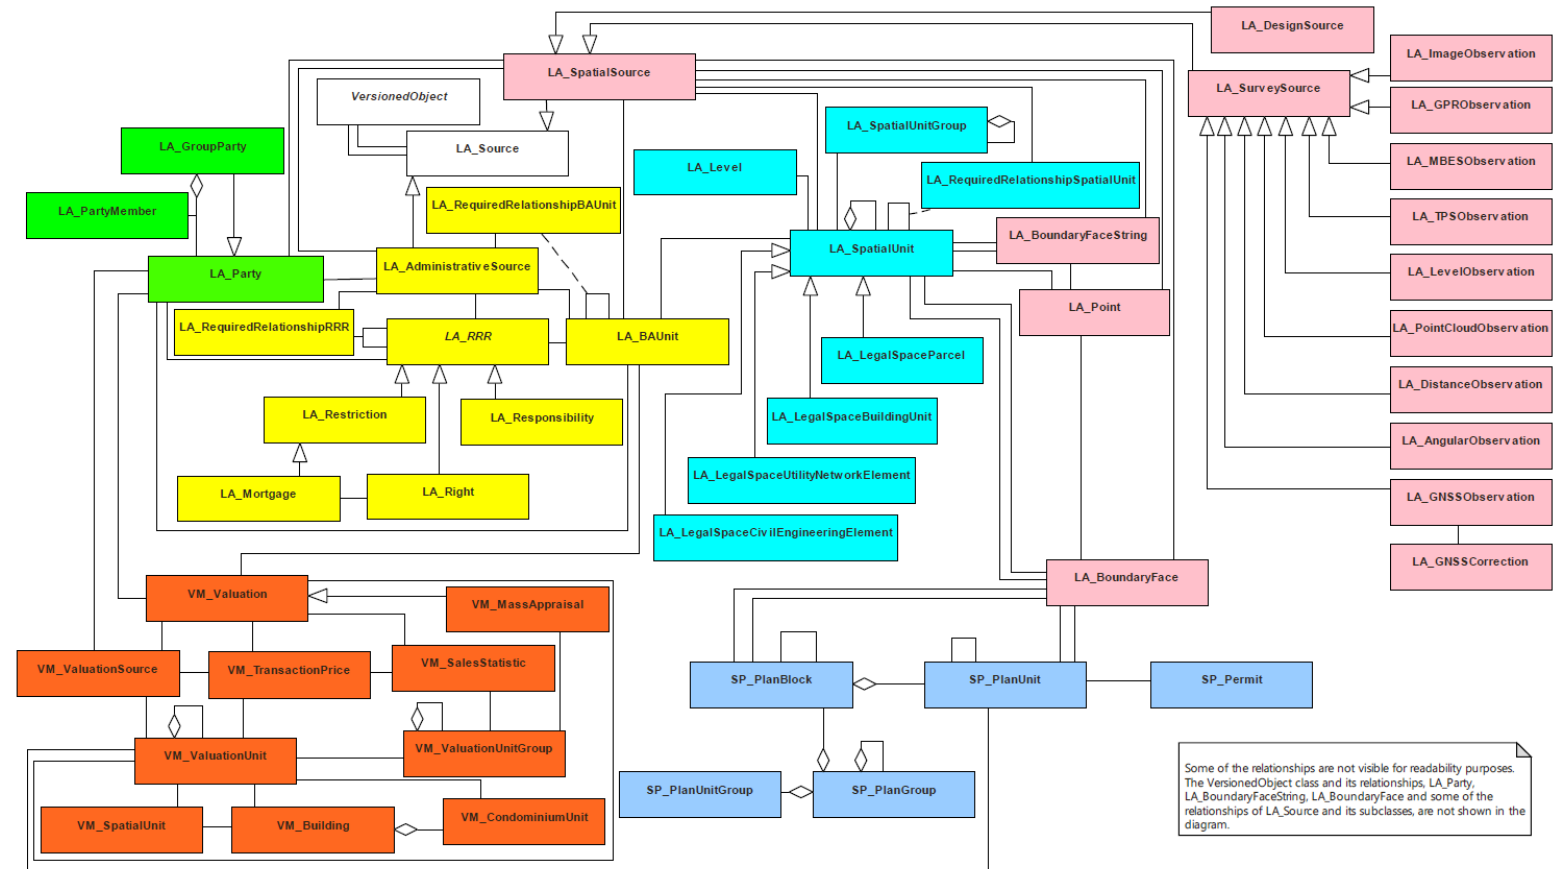 LA_DesignSource
LA_ImageObservation
LA_SpatialSource
LA_SurveySource
VersionedObject
LA_GPRObservation
LA_SpatialUnitGroup
LA_GroupParty
LA_Source
LA_Level
LA_MBESObservation
LA_RequiredRelationshipSpatialUnit
LA_RequiredRelationshipBAUnit
LA_PartyMember
LA_TPSObservation
LA_BoundaryFaceString
LA_SpatialUnit
LA_Party
LA_AdministrativeSource
LA_LevelObservation
LA_Point
LA_RequiredRelationshipRRR
LA_RRR
LA_BAUnit
LA_PointCloudObservation
LA_LegalSpaceParcel
LA_DistanceObservation
LA_Restriction
LA_Responsibility
LA_LegalSpaceBuildingUnit
LA_AngularObservation
LA_LegalSpaceUtilityNetworkElement
LA_Mortgage
LA_Right
LA_GNSSObservation
LA_LegalSpaceCivilEngineeringElement
LA_GNSSCorrection
LA_BoundaryFace
VM_Valuation
VM_MassAppraisal
VM_ValuationSource
VM_TransactionPrice
VM_SalesStatistic
SP_PlanBlock
SP_PlanUnit
SP_Permit
VM_ValuationUnit
VM_ValuationUnitGroup
SP_PlanUnitGroup
SP_PlanGroup
VM_SpatialUnit
VM_Building
VM_CondominiumUnit
Some of the relationships are not visible for readability purposes.
The VersionedObject class and its relationships, LA_Party,
LA_BoundaryFaceString, LA_BoundaryFace and some of the
relationships of LA_Source and its subclasses, are not shown in the
diagram.